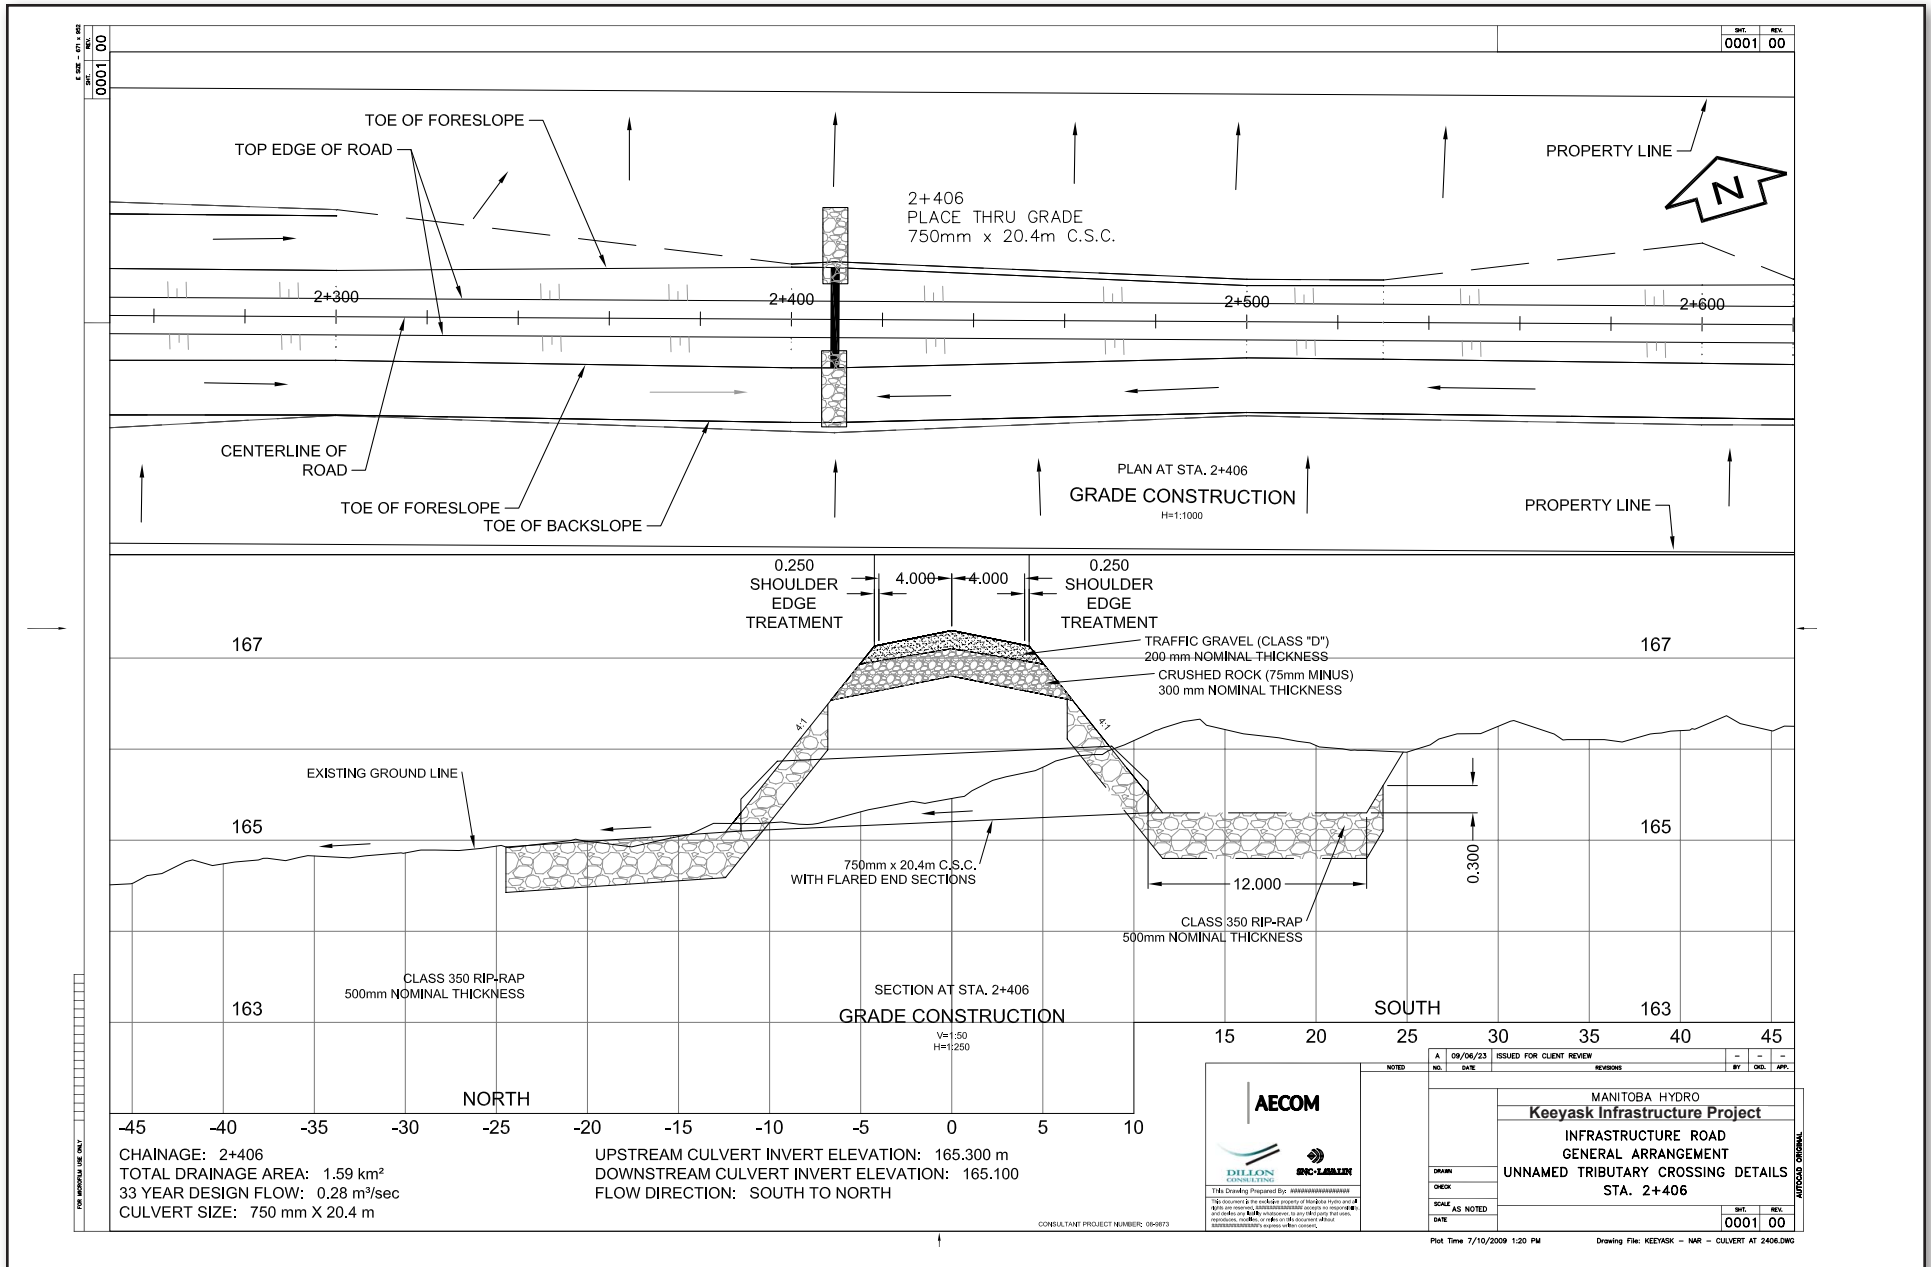 E SIZE - 671 x 952
SHT. REV.
0001 00
SHT. REV.
0001 00
TOE OF FORESLOPE
TOP EDGE OF ROAD
PROPERTY LINE
N
2+406
PLACE THRU GRADE
750mm x 20.4m C.S.C.
2+300
2+400
2+500
2+600
CENTERLINE OF
ROAD
TOE OF FORESLOPE
TOE OF BACKSLOPE
PLAN AT STA. 2+406
GRADE CONSTRUCTION
H=1:1000
PROPERTY LINE
0.250
SHOULDER
EDGE
TREATMENT
4.000
4.000
0.250
SHOULDER
EDGE
TREATMENT
167
167
TRAFFIC GRAVEL (CLASS "D")
200 mm NOMINAL THICKNESS
CRUSHED ROCK (75mm MINUS)
300 mm NOMINAL THICKNESS
4:1
4:1
EXISTING GROUND LINE
165
165
750mm x 20.4m C.S.C.
WITH FLARED END SECTIONS
12.000
0.300
CLASS 350 RIP-RAP
500mm NOMINAL THICKNESS
CLASS 350 RIP-RAP
500mm NOMINAL THICKNESS
163
163
SECTION AT STA. 2+406
GRADE CONSTRUCTION
V=1:50
H=1:250
SOUTH
15 20 25 30 35 40 45
NORTH
-45 -40 -35 -30 -25 -20 -15 -10 -5 0 5 10
CHAINAGE: 2+406
TOTAL DRAINAGE AREA: 1.59 km²
33 YEAR DESIGN FLOW: 0.28 m³/sec
CULVERT SIZE: 750 mm X 20.4 m
UPSTREAM CULVERT INVERT ELEVATION: 165.300 m
DOWNSTREAM CULVERT INVERT ELEVATION: 165.100
FLOW DIRECTION: SOUTH TO NORTH
CONSULTANT PROJECT NUMBER: 08-9873
FOR MICROFILM USE ONLY
AECOM
DILLON
CONSULTING
SNC·LAVALIN
This Drawing Prepared By: #################
NOTED
A 09/06/23 ISSUED FOR CLIENT REVIEW - - -
NO. DATE REVISIONS BY CKD. APP.
MANITOBA HYDRO
Keeyask Infrastructure Project
INFRASTRUCTURE ROAD
GENERAL ARRANGEMENT
UNNAMED TRIBUTARY CROSSING DETAILS
STA. 2+406
DRAWN
CHECK
SCALE AS NOTED
DATE
SHT. REV.
0001 00
AUTOCAD ORIGINAL
Plot Time 7/10/2009 1:20 PM
Drawing File: KEEYASK - NAR - CULVERT AT 2406.DWG